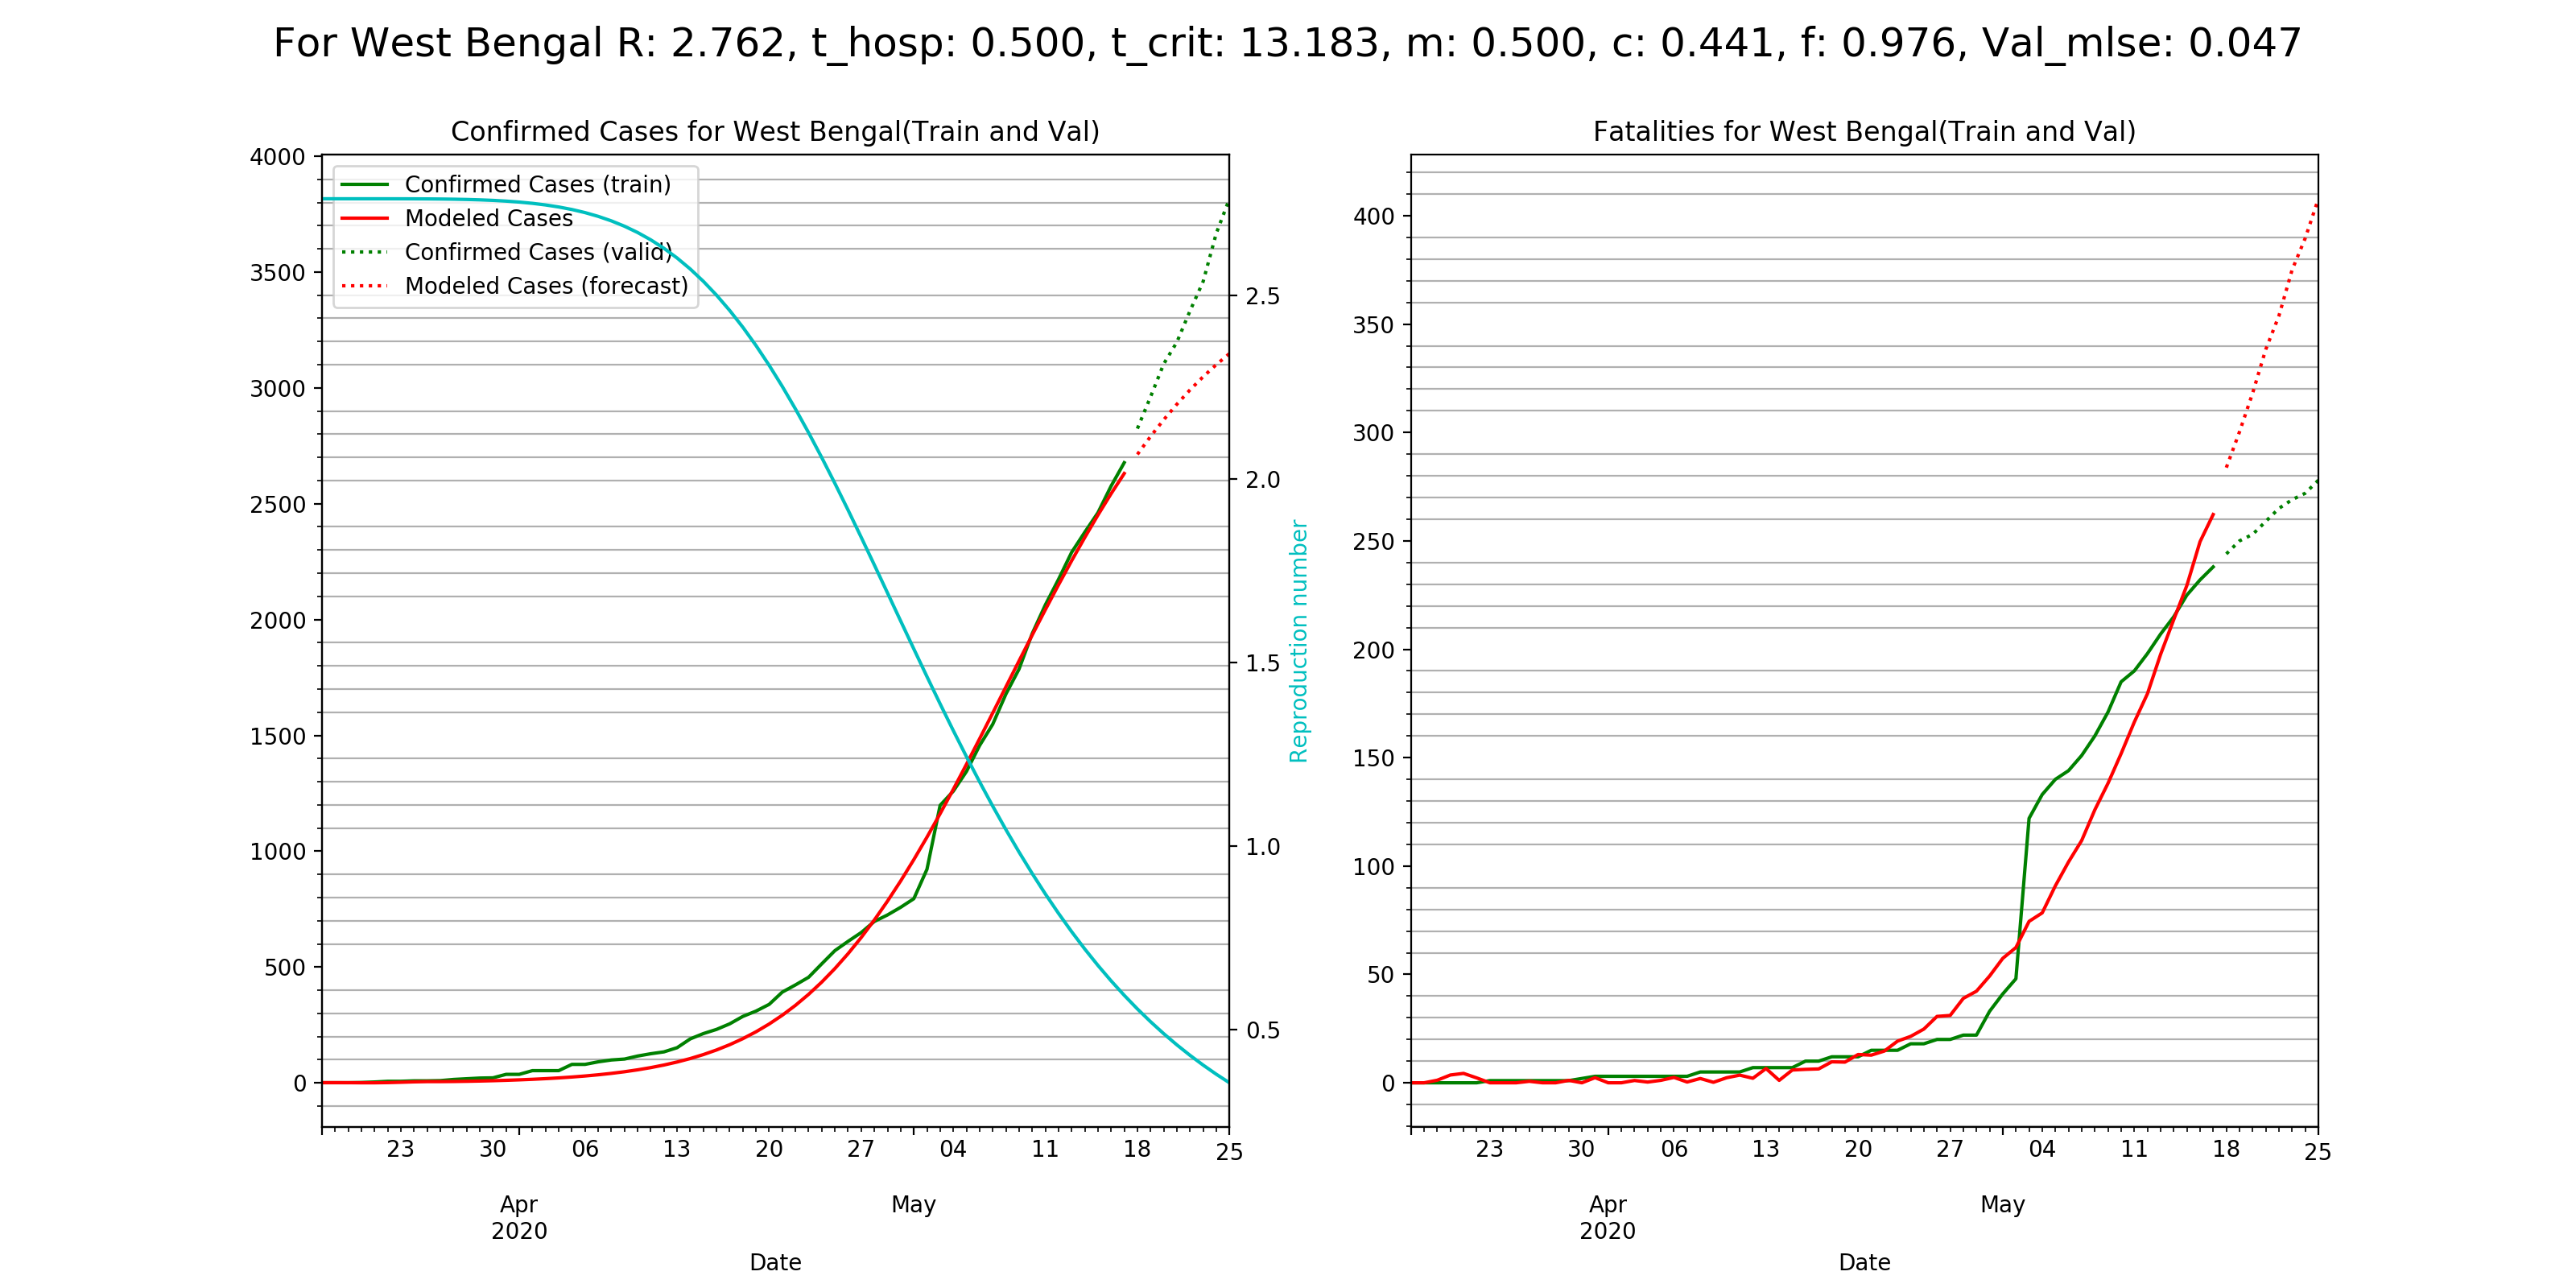 For West Bengal R: 2.762, t_hosp: 0.500, t_crit: 13.183, m: 0.500, c: 0.441, f: 0.976, Val_mlse: 0.047
Confirmed Cases for West Bengal(Train and Val)
4000
3500
3000
2500
2000
1500
1000
500
0
Confirmed Cases (train)
Modeled Cases
Confirmed Cases (valid)
Modeled Cases (forecast)
2.5
2.0
1.5
1.0
0.5
Reproduction number
23 30 06 13 20 27 04 11 18 25
Apr May
2020
Date
Fatalities for West Bengal(Train and Val)
400
350
300
250
200
150
100
50
0
23 30 06 13 20 27 04 11 18 25
Apr May
2020
Date